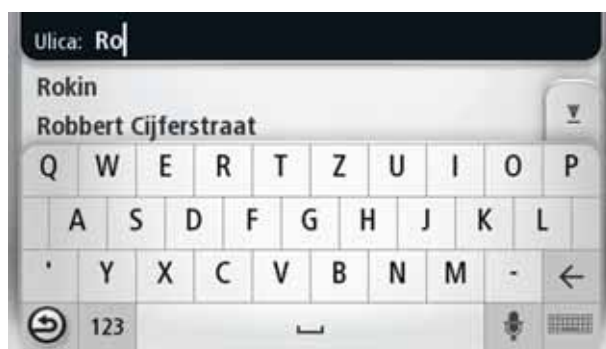 Ulica: Ro
Rokin
Robbert Cijferstraat
Q W E R T Z U I O P
A S D F G H J K L
' Y X C V B N M -
123